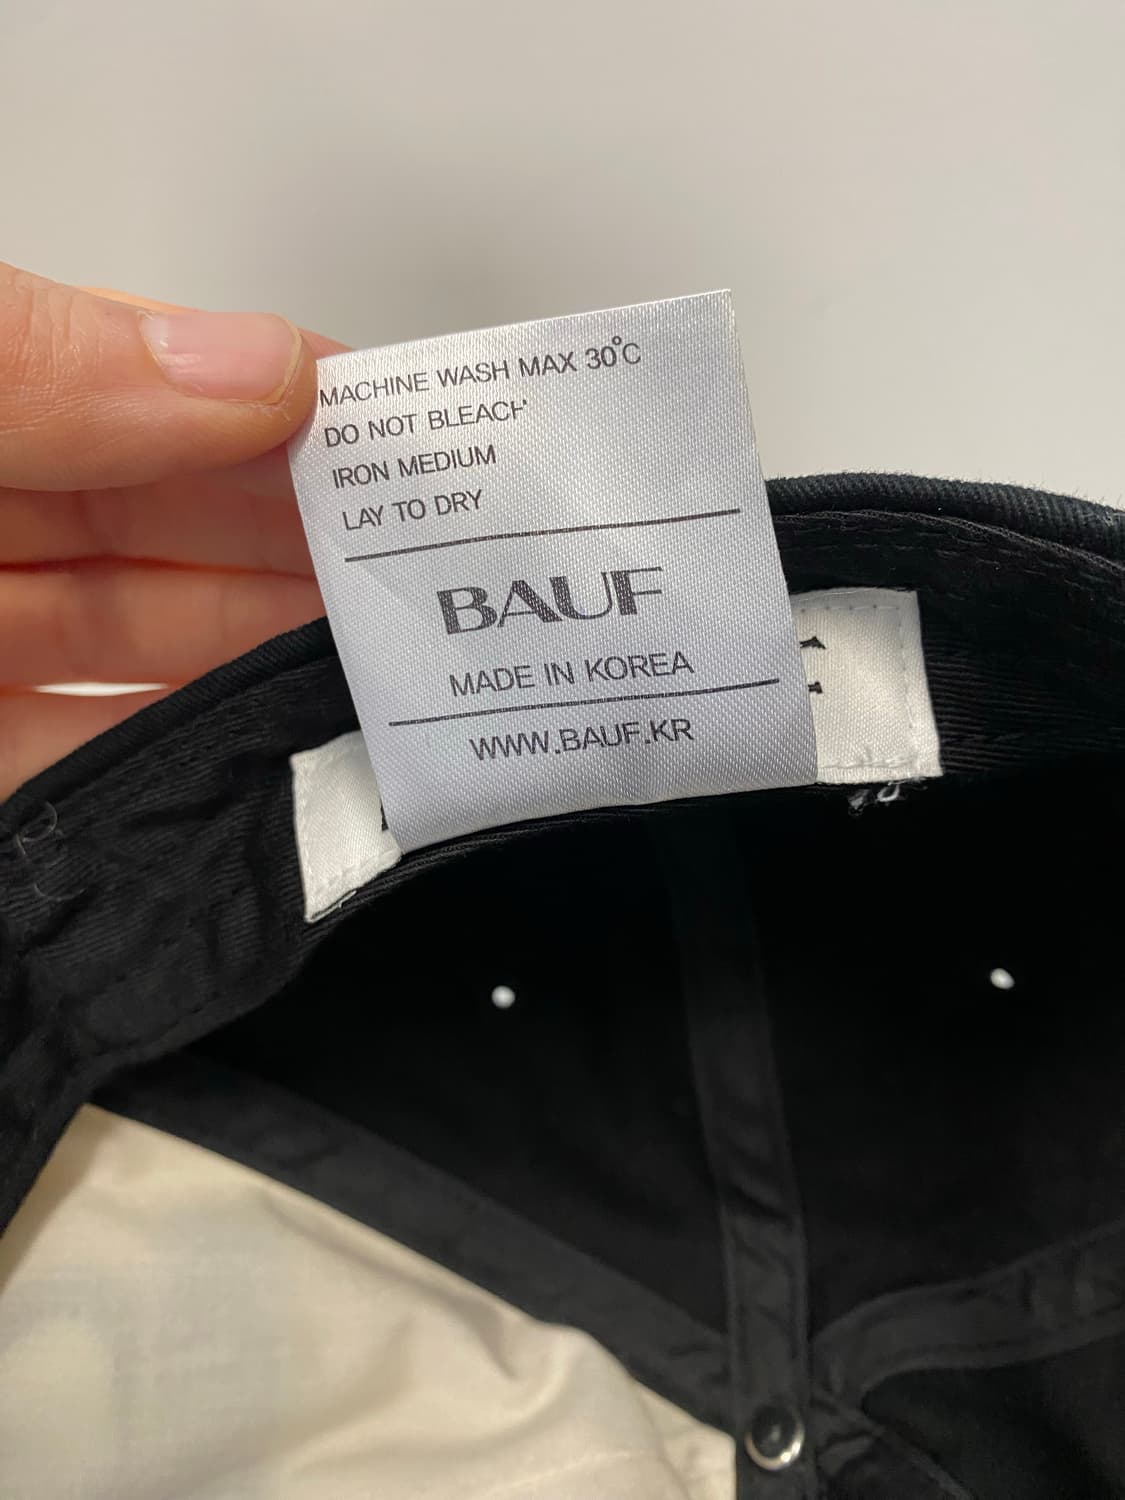 MACHINE WASH MAX 30°C
DO NOT BLEACH
IRON MEDIUM
LAY TO DRY
BAUF
MADE IN KOREA
WWW.BAUF.KR